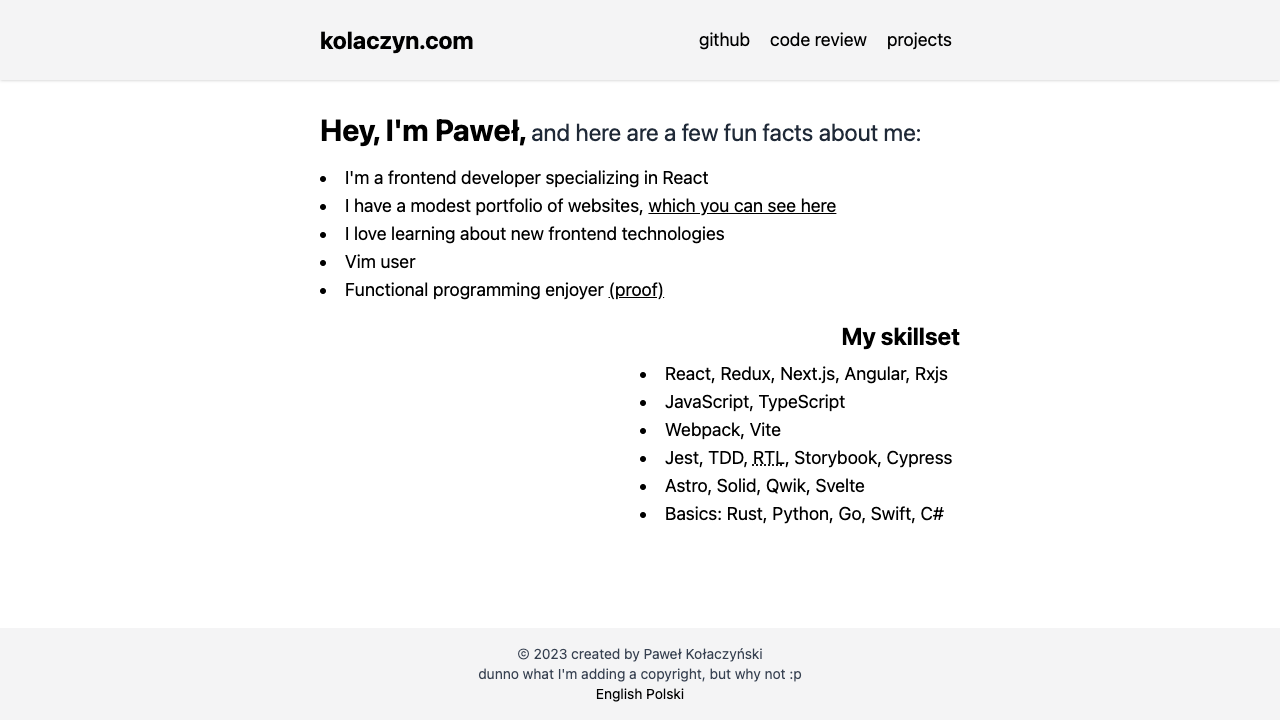 kolaczyn.com
github code review projects
Hey, I'm Paweł, and here are a few fun facts about me:
I'm a frontend developer specializing in React
I have a modest portfolio of websites, which you can see here
I love learning about new frontend technologies
Vim user
Functional programming enjoyer (proof)
My skillset
React, Redux, Next.js, Angular, Rxjs
JavaScript, TypeScript
Webpack, Vite
Jest, TDD, RTL, Storybook, Cypress
Astro, Solid, Qwik, Svelte
Basics: Rust, Python, Go, Swift, C#
© 2023 created by Paweł Kołaczyński
dunno what I'm adding a copyright, but why not :p
English Polski